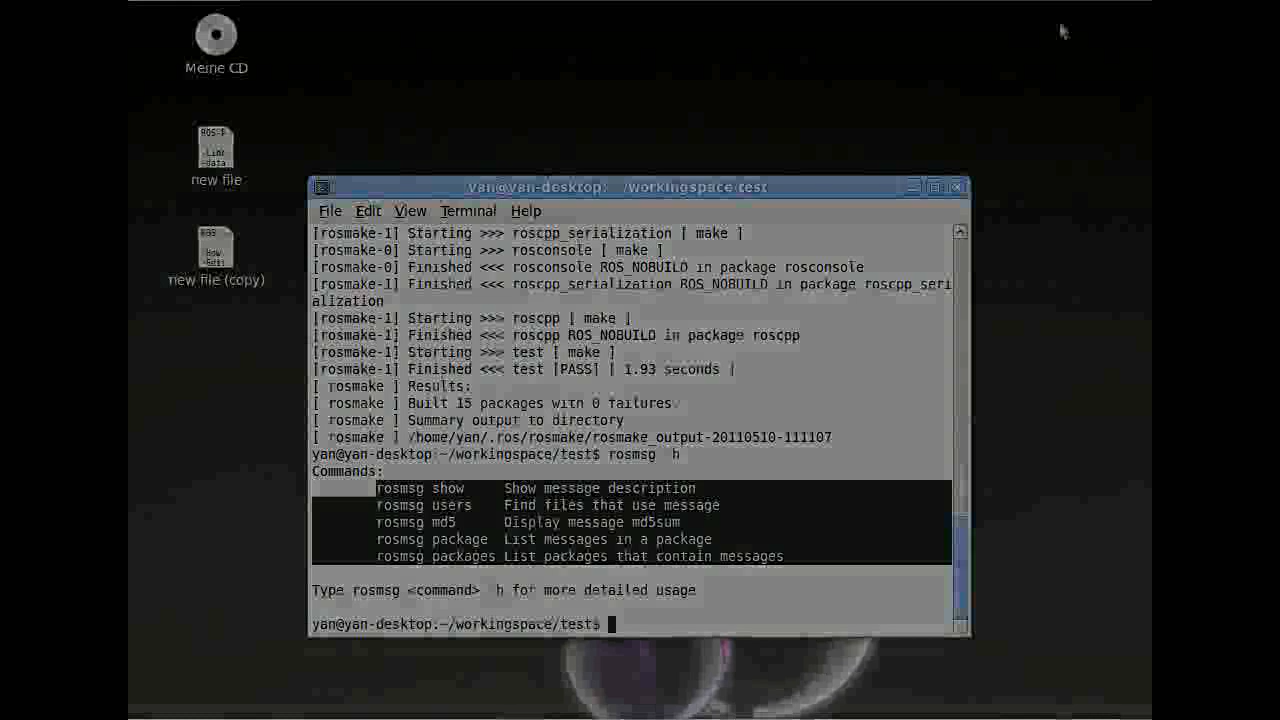 Meine CD
ROS-$
new file
new file (copy)
yan@yan-desktop: ~/workingspace/test
File Edit View Terminal Help
[rosmake-1] Starting >>> roscpp_serialization [ make ]
[rosmake-0] Starting >>> rosconsole [ make ]
[rosmake-0] Finished <<< rosconsole ROS_NOBUILD in package rosconsole
[rosmake-1] Finished <<< roscpp_serialization ROS_NOBUILD in package roscpp_seri
alization
[rosmake-1] Starting >>> roscpp [ make ]
[rosmake-1] Finished <<< roscpp ROS_NOBUILD in package roscpp
[rosmake-1] Starting >>> test [ make ]
[rosmake-1] Finished <<< test [PASS] [ 1.93 seconds ]
[ rosmake ] Results:
[ rosmake ] Built 15 packages with 0 failures.
[ rosmake ] Summary output to directory
[ rosmake ] /home/yan/.ros/rosmake/rosmake_output-20110510-111107
yan@yan-desktop:~/workingspace/test$ rosmsg -h
Commands:
rosmsg show Show message description
rosmsg users Find files that use message
rosmsg md5 Display message md5sum
rosmsg package List messages in a package
rosmsg packages List packages that contain messages
Type rosmsg <command> -h for more detailed usage
yan@yan-desktop:~/workingspace/test$